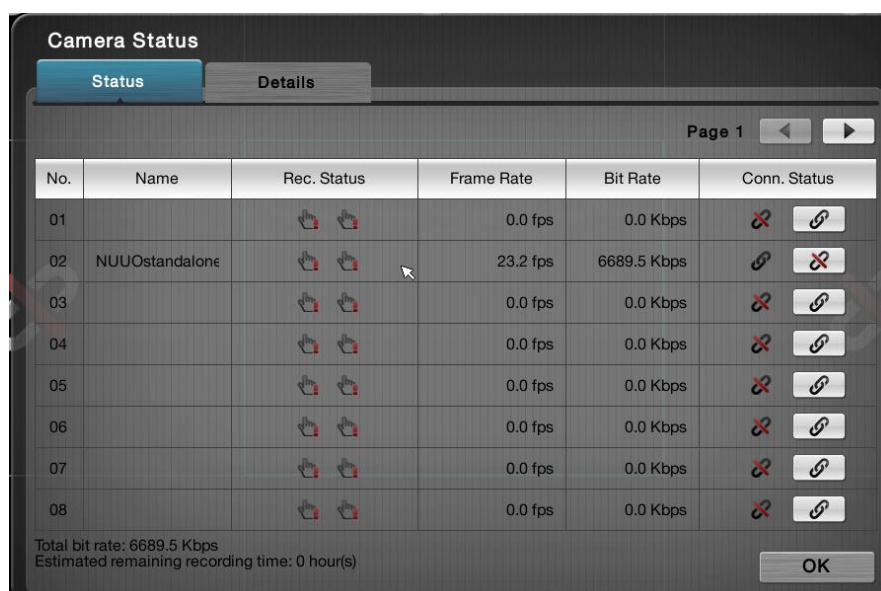 Camera Status
Status Details
Page 1
No. Name Rec. Status Frame Rate Bit Rate Conn. Status
01 0.0 fps 0.0 Kbps
02 NUUOstandalone 23.2 fps 6689.5 Kbps
03 0.0 fps 0.0 Kbps
04 0.0 fps 0.0 Kbps
05 0.0 fps 0.0 Kbps
06 0.0 fps 0.0 Kbps
07 0.0 fps 0.0 Kbps
08 0.0 fps 0.0 Kbps
Total bit rate: 6689.5 Kbps
Estimated remaining recording time: 0 hour(s)
OK